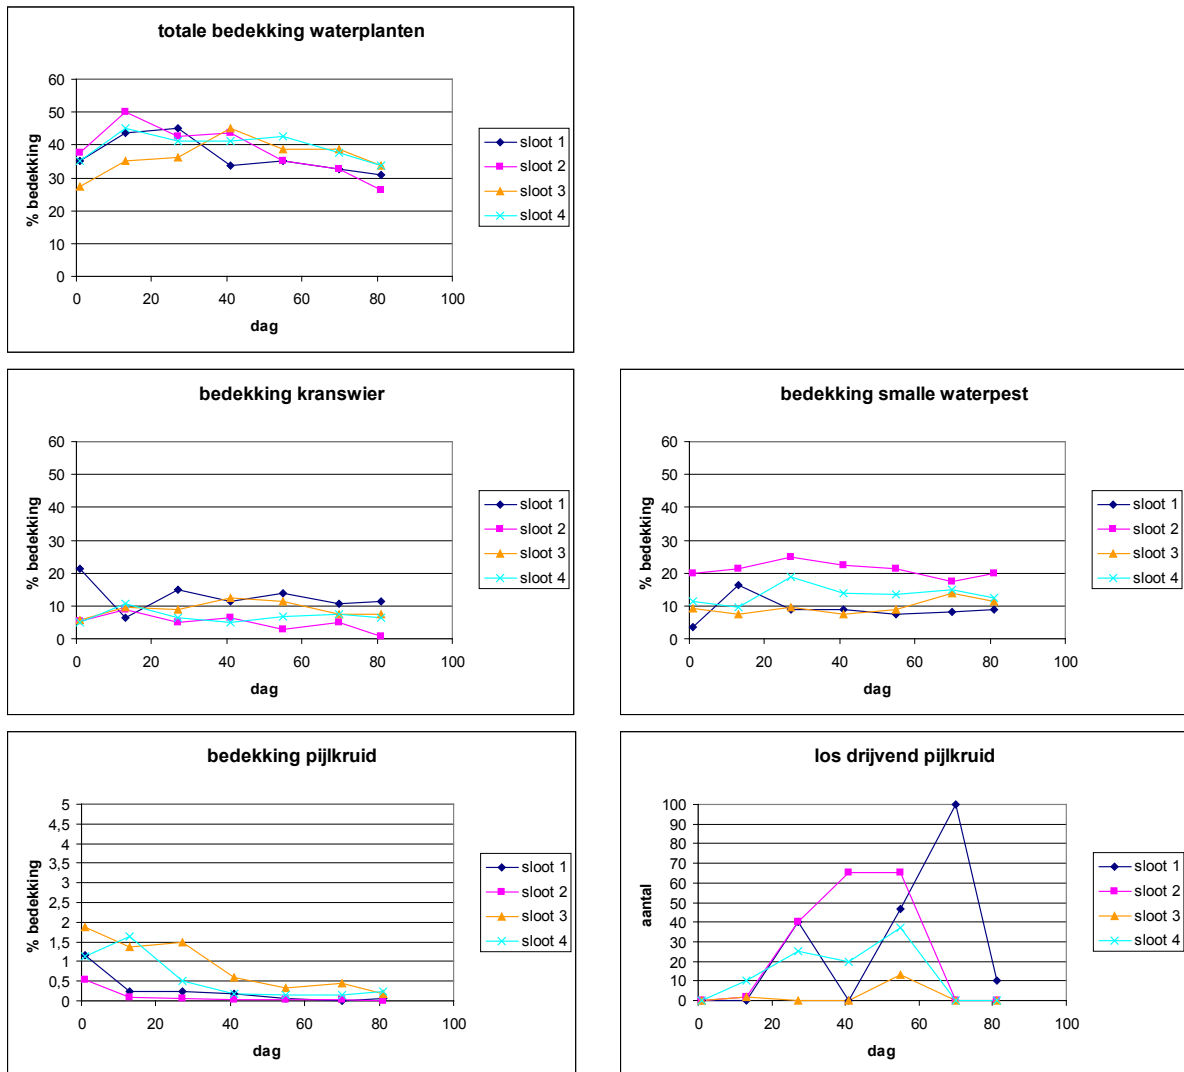 totale bedekking waterplanten
60
50
40
30
20
10
0
% bedekking
0 20 40 60 80 100
dag
sloot 1
sloot 2
sloot 3
sloot 4
bedekking kranswier
60
50
40
30
20
10
0
% bedekking
0 20 40 60 80 100
dag
sloot 1
sloot 2
sloot 3
sloot 4
bedekking smalle waterpest
60
50
40
30
20
10
0
% bedekking
0 20 40 60 80 100
dag
sloot 1
sloot 2
sloot 3
sloot 4
bedekking pijlkruid
5
4,5
4
3,5
3
2,5
2
1,5
1
0,5
0
% bedekking
0 20 40 60 80 100
dag
sloot 1
sloot 2
sloot 3
sloot 4
los drijvend pijlkruid
100
90
80
70
60
50
40
30
20
10
0
aantal
0 20 40 60 80 100
dag
sloot 1
sloot 2
sloot 3
sloot 4